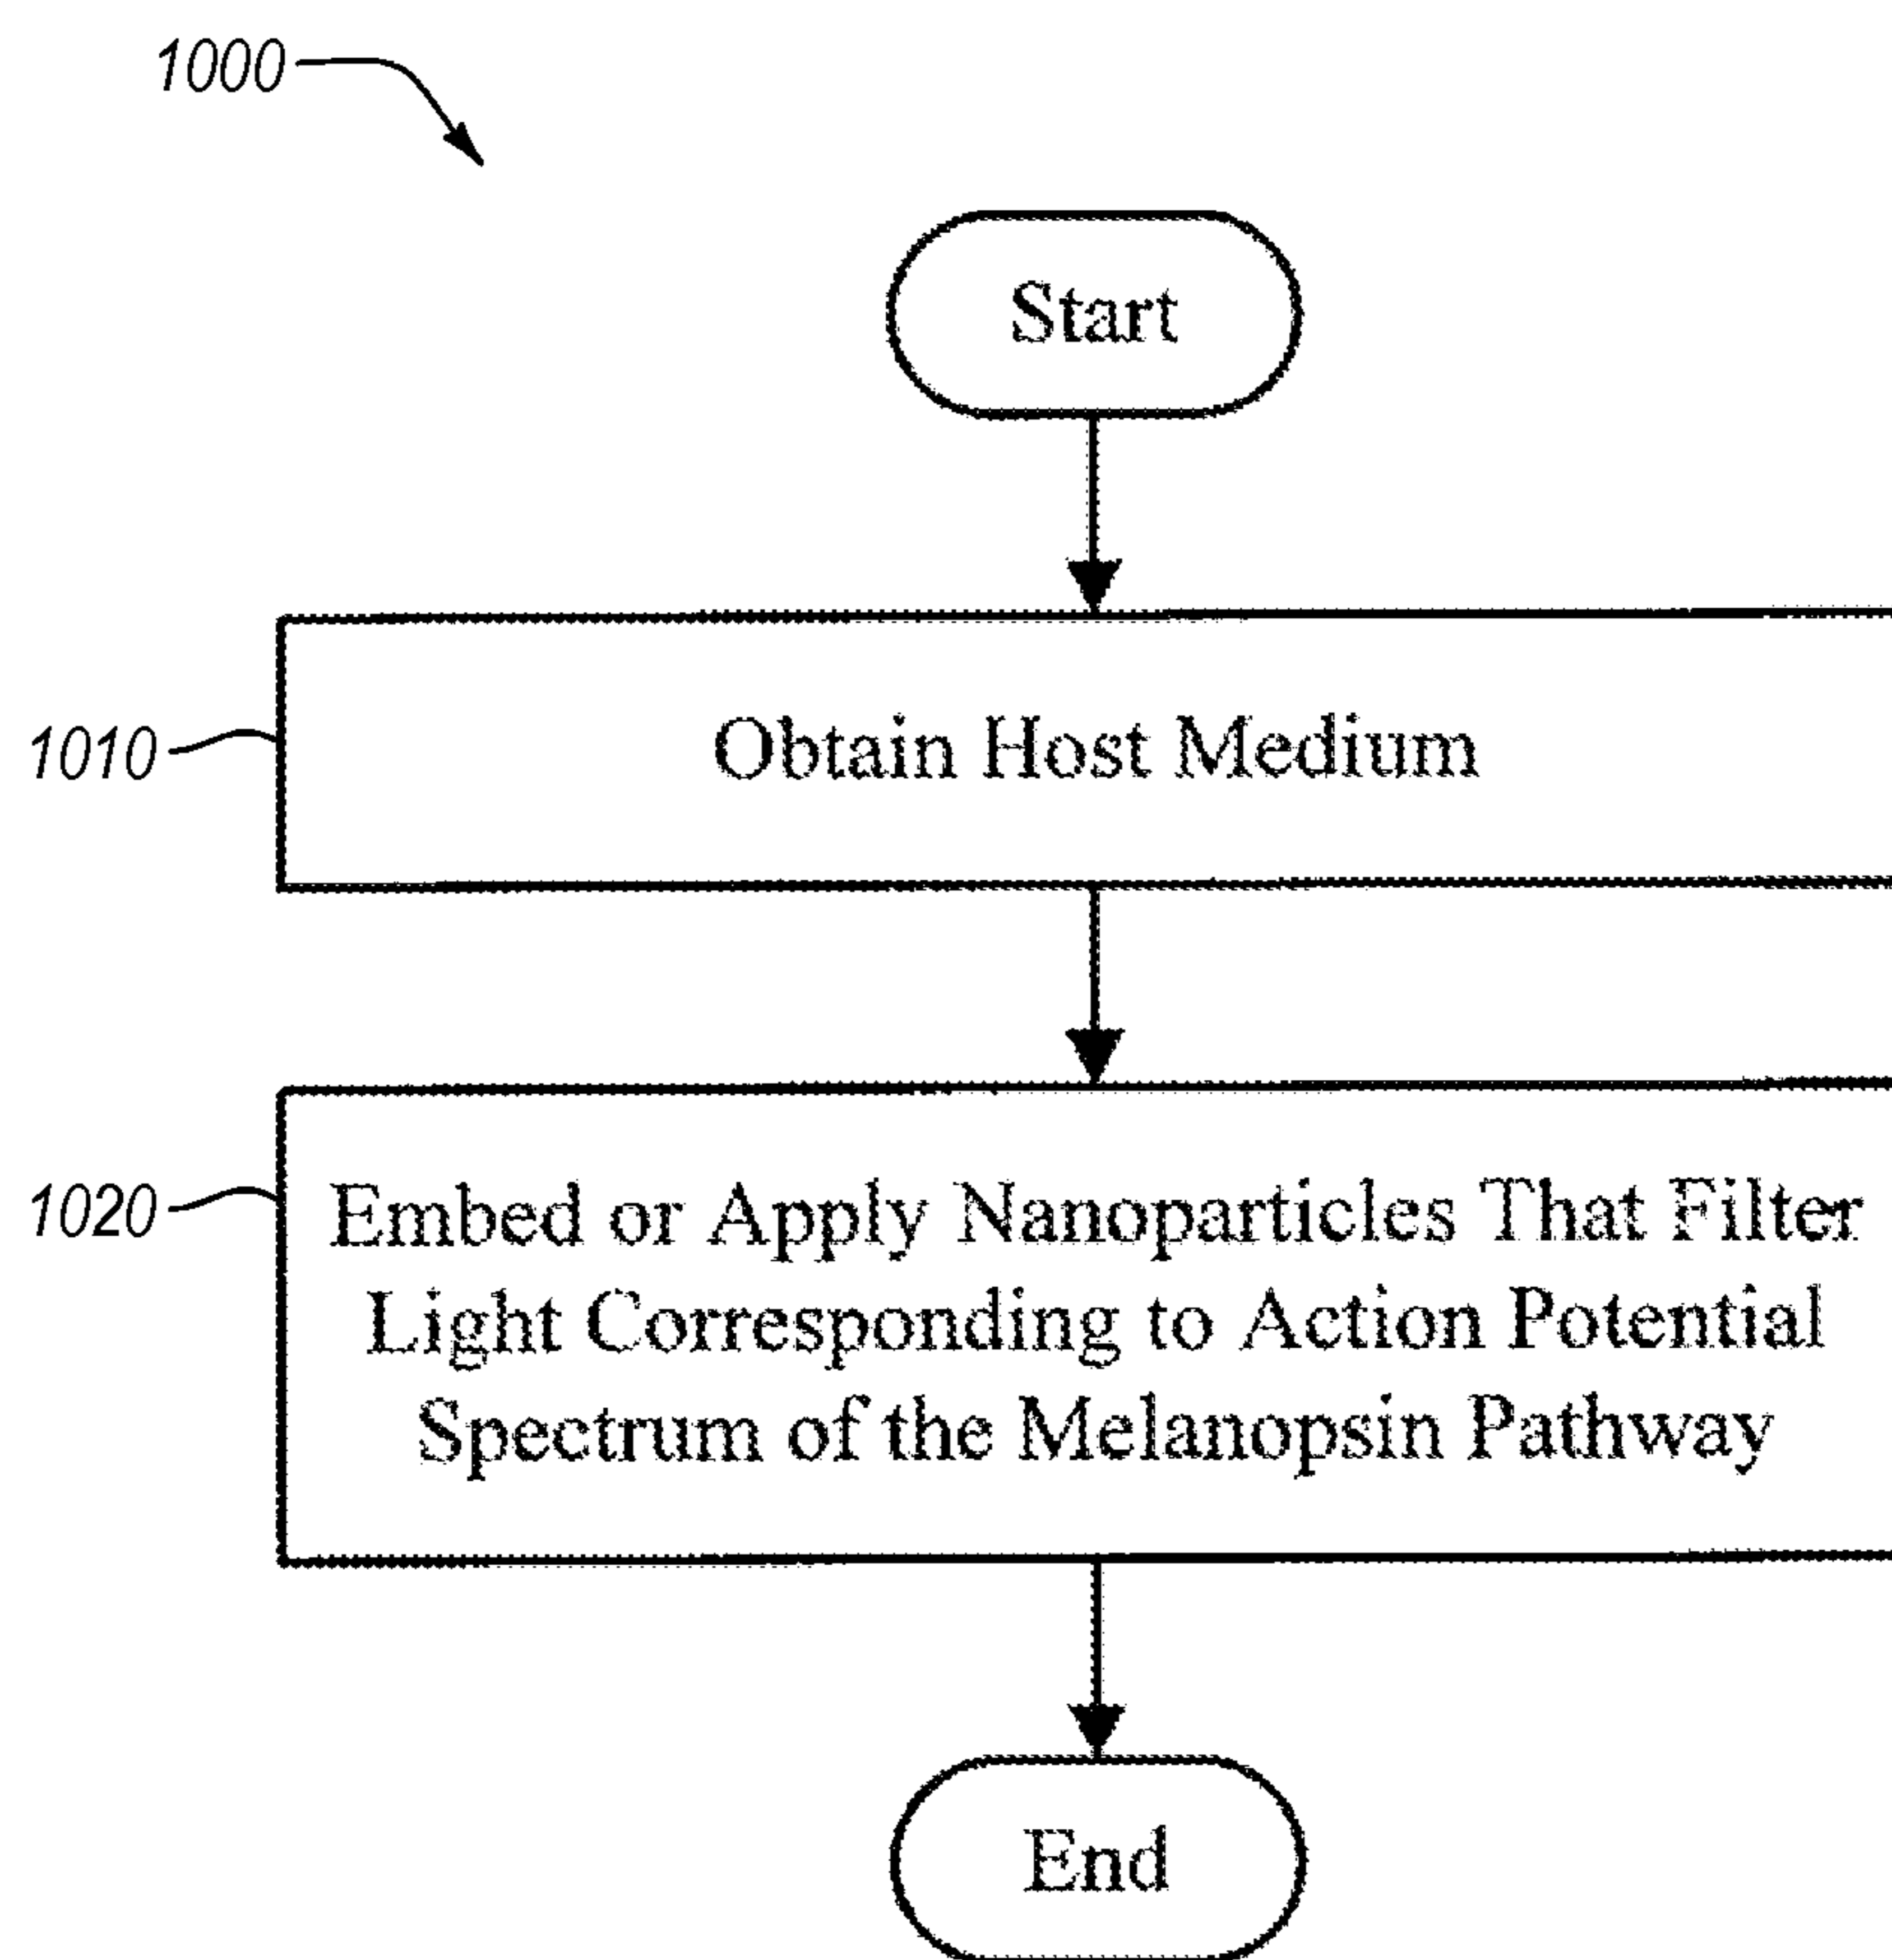 1000
Start
1010
Obtain Host Medium
1020
Embed or Apply Nanoparticles That Filter
Light Corresponding to Action Potential
Spectrum of the Melanopsin Pathway
End